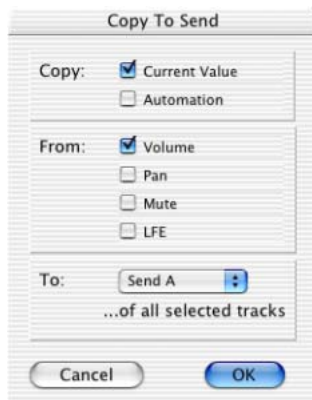 Copy To Send
Copy: Current Value
Automation
From: Volume
Pan
Mute
LFE
To: Send A
...of all selected tracks
Cancel OK